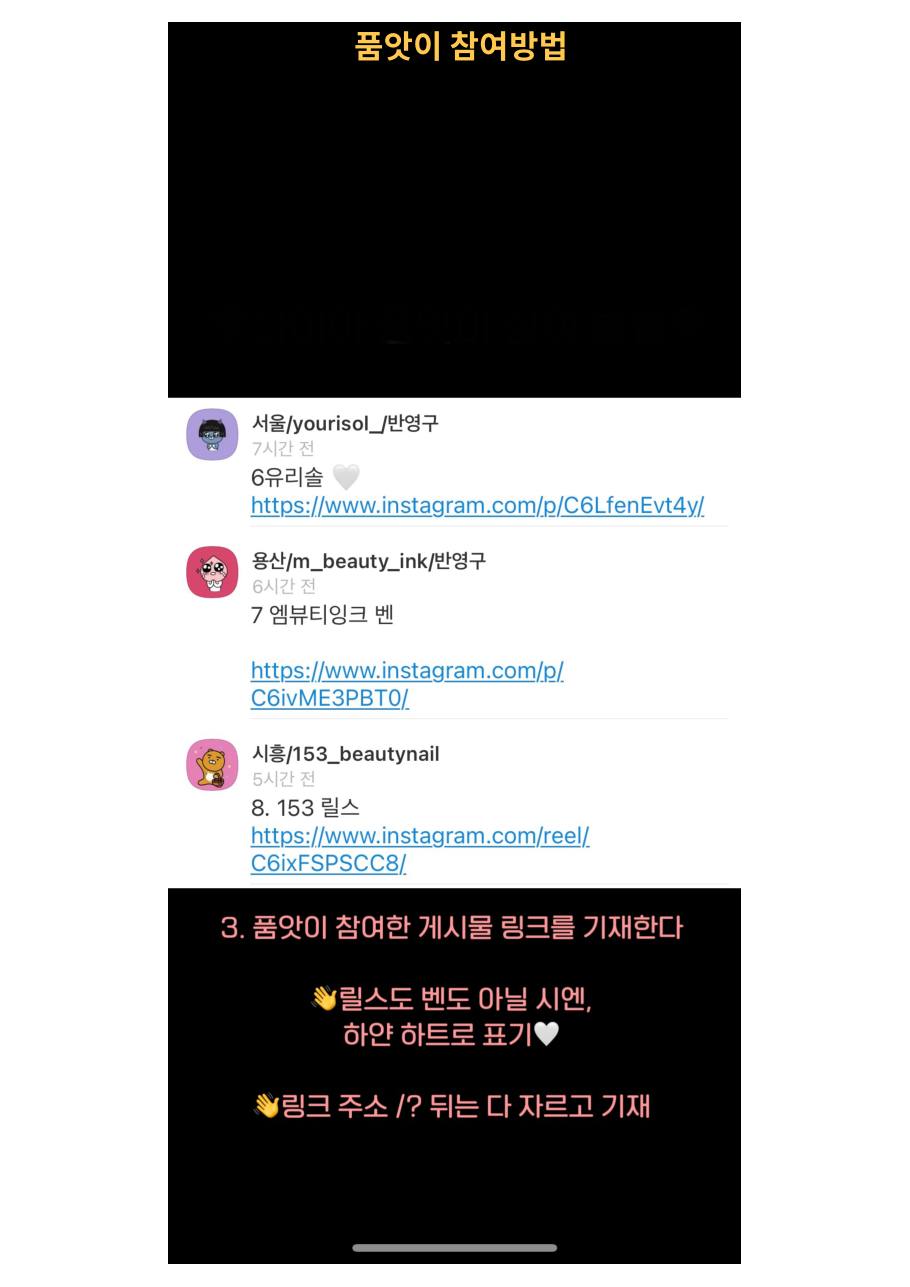 품앗이 참여방법
서울/yourisol_/반영구
7시간 전
6유리솔 🤍
https://www.instagram.com/p/C6LfenEvt4y/
용산/m_beauty_ink/반영구
6시간 전
7 엠뷰티잉크 벤
https://www.instagram.com/p/
C6ivME3PBT0/
시흥/153_beautynail
5시간 전
8. 153 릴스
https://www.instagram.com/reel/
C6ixFSPSCC8/
3. 품앗이 참여한 게시물 링크를 기재한다
👋릴스도 벤도 아닐 시엔,
하얀 하트로 표기🤍
👋링크 주소 /? 뒤는 다 자르고 기재